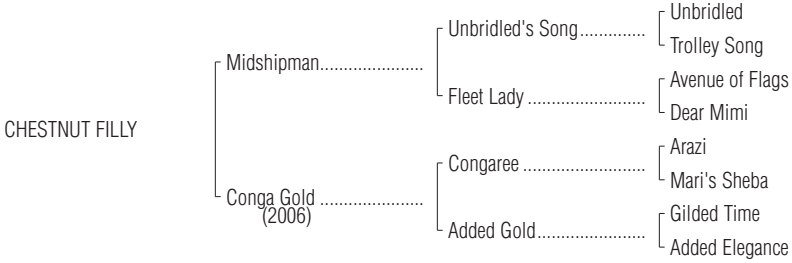 Unbridled
Unbridled's Song..............
Trolley Song
Midshipman.......................
Avenue of Flags
Fleet Lady ..........................
Dear Mimi
CHESTNUT FILLY
Arazi
Congaree ...........................
Mari's Sheba
Conga Gold .......................
(2006)
Gilded Time
Added Gold........................
Added Elegance